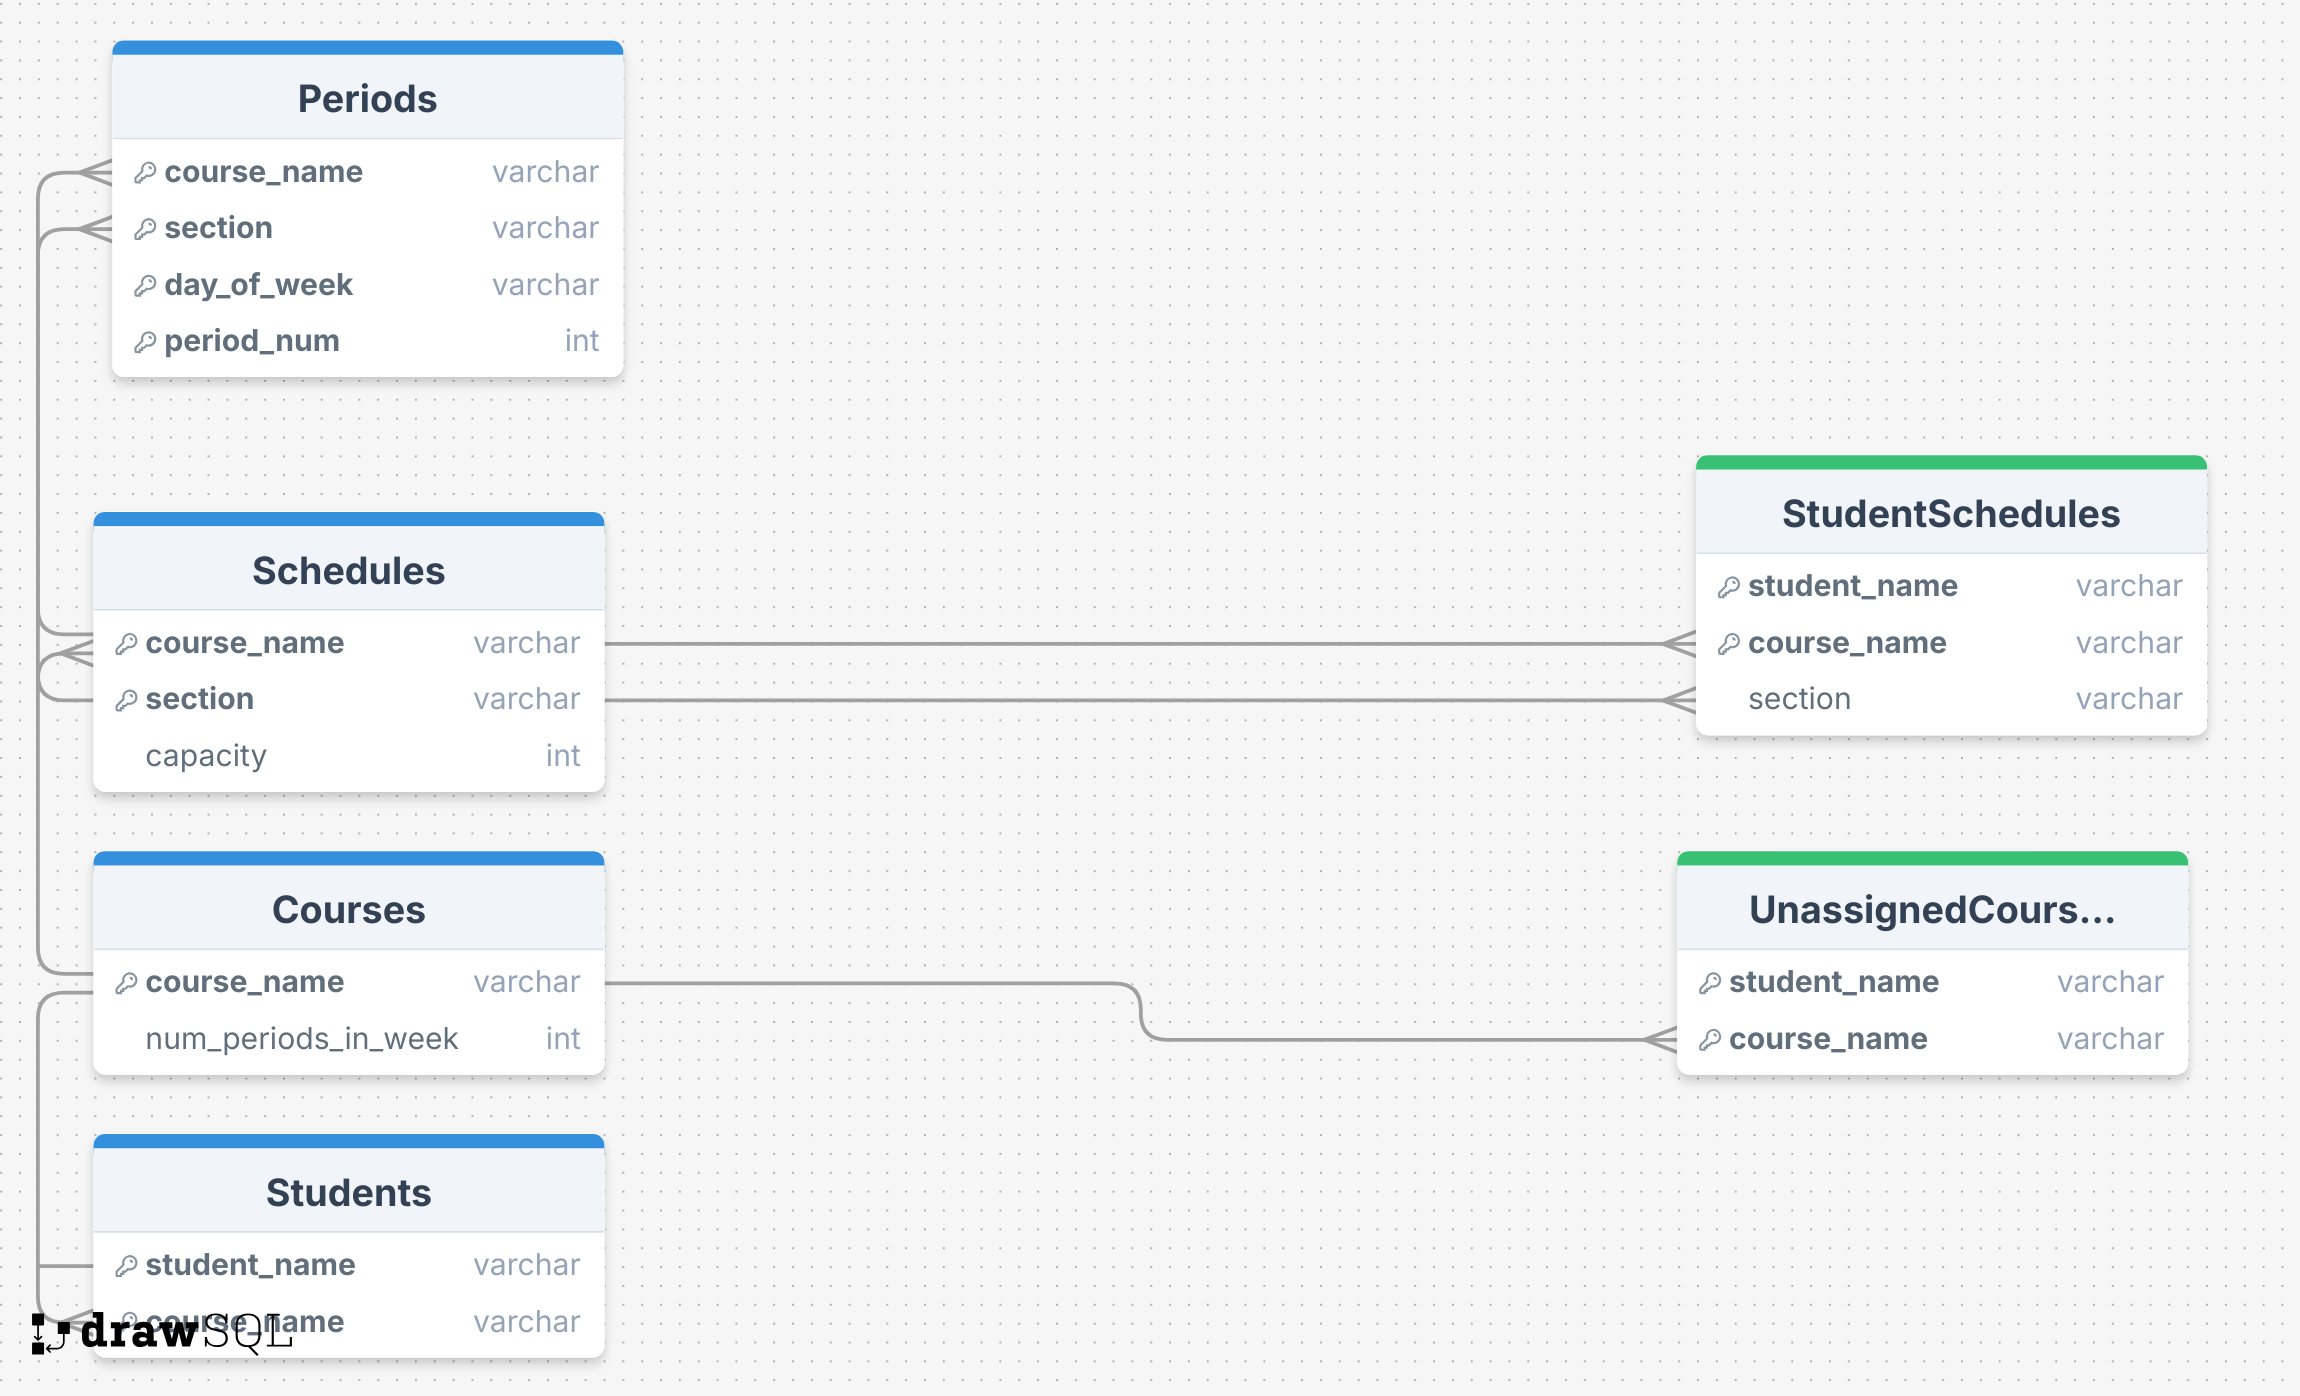 Periods
course_name varchar
section varchar
day_of_week varchar
period_num int
Schedules
course_name varchar
section varchar
capacity int
StudentSchedules
student_name varchar
course_name varchar
section varchar
Courses
course_name varchar
num_periods_in_week int
UnassignedCours...
student_name varchar
course_name varchar
Students
student_name varchar
course_name varchar
drawSQL